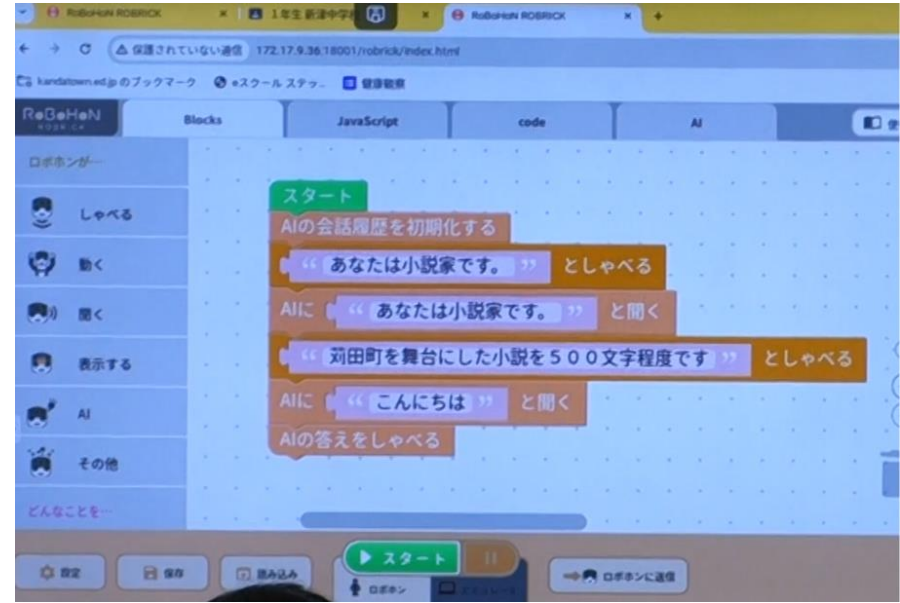 RoBoHoN ROBRICK
1年生 新津中学校
RoBoHoN ROBRICK
保護されていない通信 172.17.9.36:18001/robrick/index.html
kandatown.ed.jp のブックマーク eスクール ステッ... 健康観察
RoBoHoN
ROBRICK
Blocks JavaScript code AI
ロボホンが…
しゃべる
動く
聞く
表示する
AI
その他
どんなことを…
スタート
AIの会話履歴を初期化する
“ あなたは小説家です。 ” としゃべる
AIに “ あなたは小説家です。 ” と聞く
“ 苅田町を舞台にした小説を500文字程度です ” としゃべる
AIに “ こんにちは ” と聞く
AIの答えをしゃべる
設定 保存 読み込み
スタート
ロボホン
ロボホンに送信